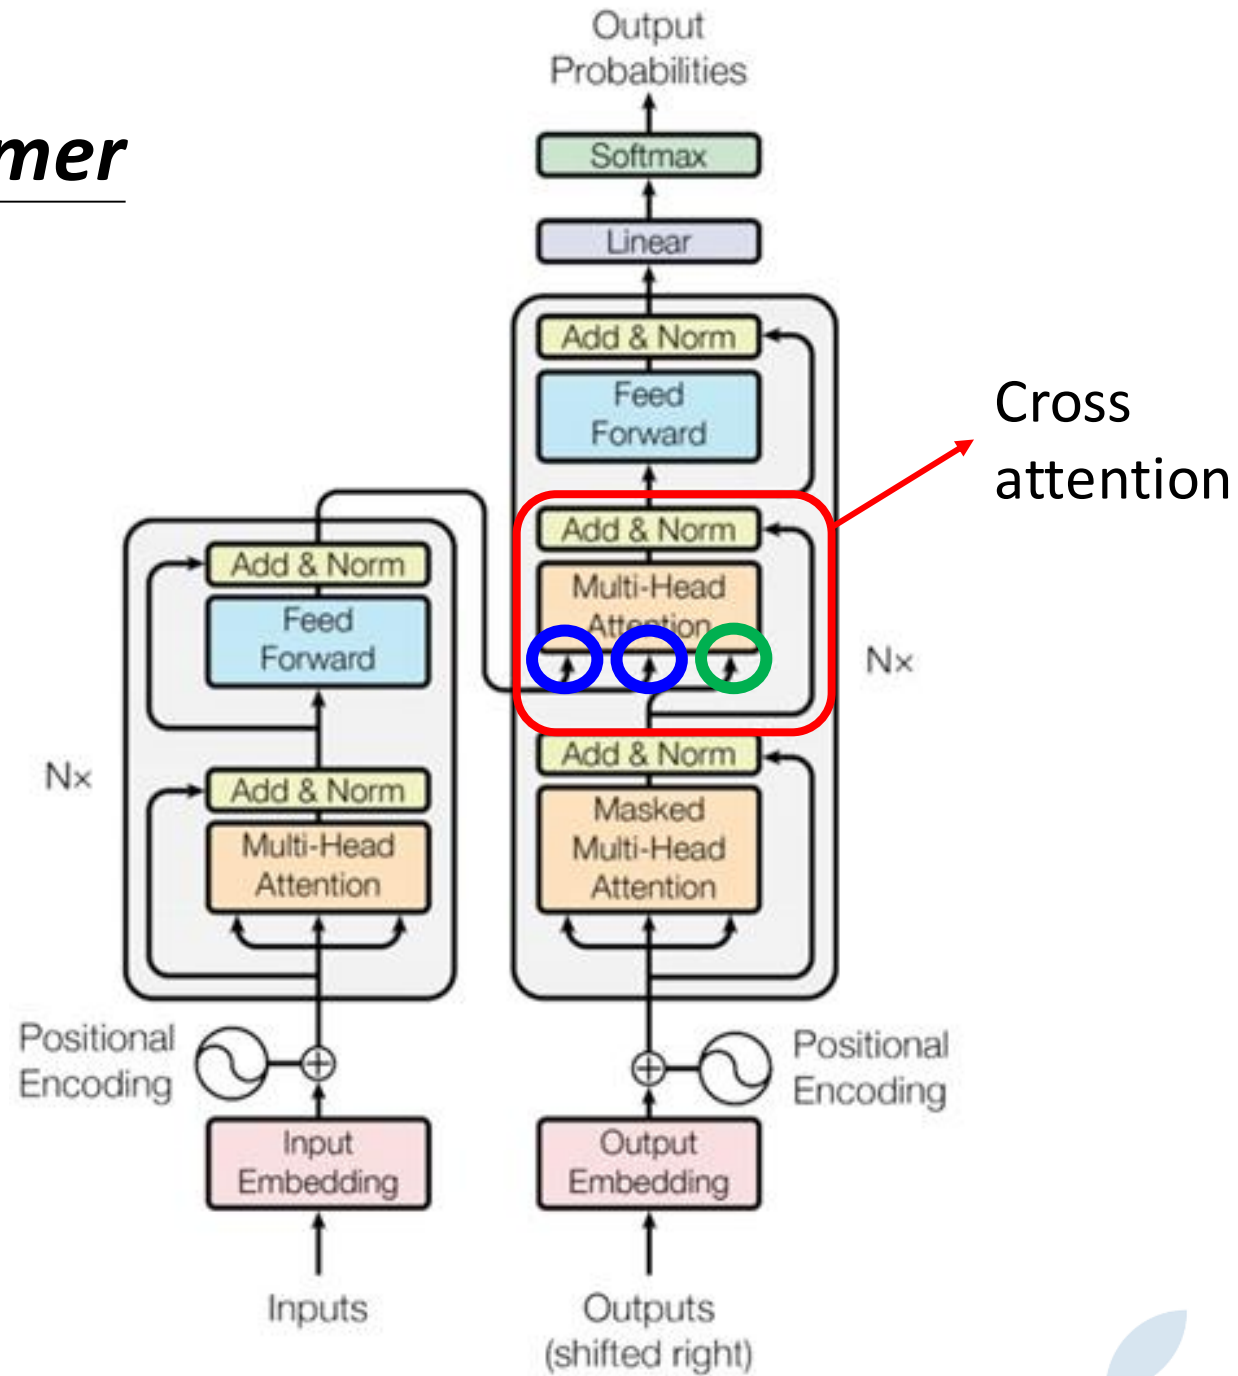 mer
Output
Probabilities
Softmax
Linear
Add & Norm
Feed
Forward
Cross
attention
Add & Norm
Multi-Head
Attention
Nx
Add & Norm
Masked
Multi-Head
Attention
Add & Norm
Feed
Forward
Nx
Add & Norm
Multi-Head
Attention
Positional
Encoding
Positional
Encoding
Input
Embedding
Output
Embedding
Inputs
Outputs
(shifted right)